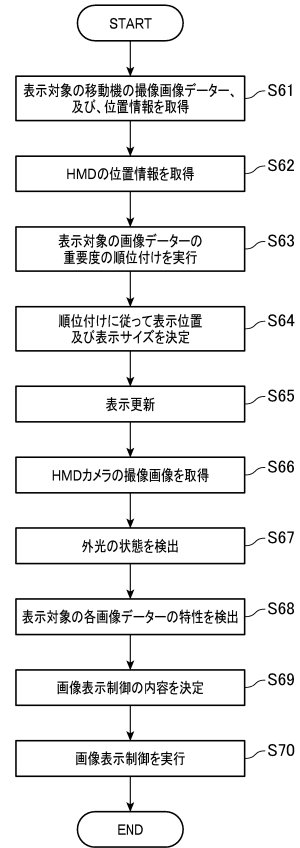 START
表示対象の移動機の撮像画像データー、
及び、位置情報を取得
S61
HMDの位置情報を取得
S62
表示対象の画像データーの
重要度の順位付けを実行
S63
順位付けに従って表示位置
及び表示サイズを決定
S64
表示更新
S65
HMDカメラの撮像画像を取得
S66
外光の状態を検出
S67
表示対象の各画像データーの特性を検出
S68
画像表示制御の内容を決定
S69
画像表示制御を実行
S70
END